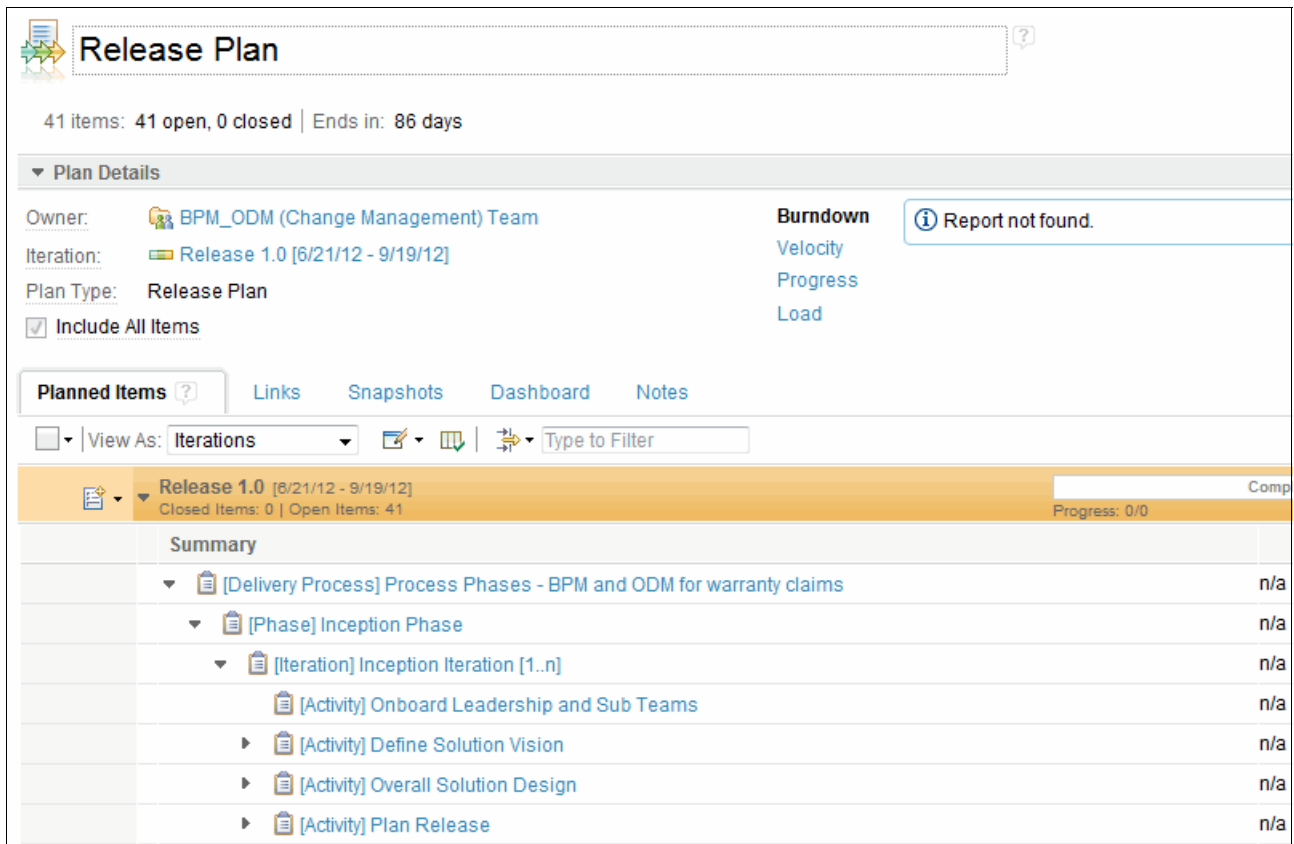 Release Plan ?
41 items: 41 open, 0 closed | Ends in: 86 days
Plan Details
Owner: BPM_ODM (Change Management) Team
Iteration: Release 1.0 [6/21/12 - 9/19/12]
Plan Type: Release Plan
Include All Items
Burndown
Velocity
Progress
Load
Report not found.
Planned Items ? Links Snapshots Dashboard Notes
View As: Iterations Type to Filter
Release 1.0 [6/21/12 - 9/19/12] Comp
Closed Items: 0 | Open Items: 41 Progress: 0/0
Summary
[Delivery Process] Process Phases - BPM and ODM for warranty claims n/a
[Phase] Inception Phase n/a
[Iteration] Inception Iteration [1..n] n/a
[Activity] Onboard Leadership and Sub Teams n/a
[Activity] Define Solution Vision n/a
[Activity] Overall Solution Design n/a
[Activity] Plan Release n/a